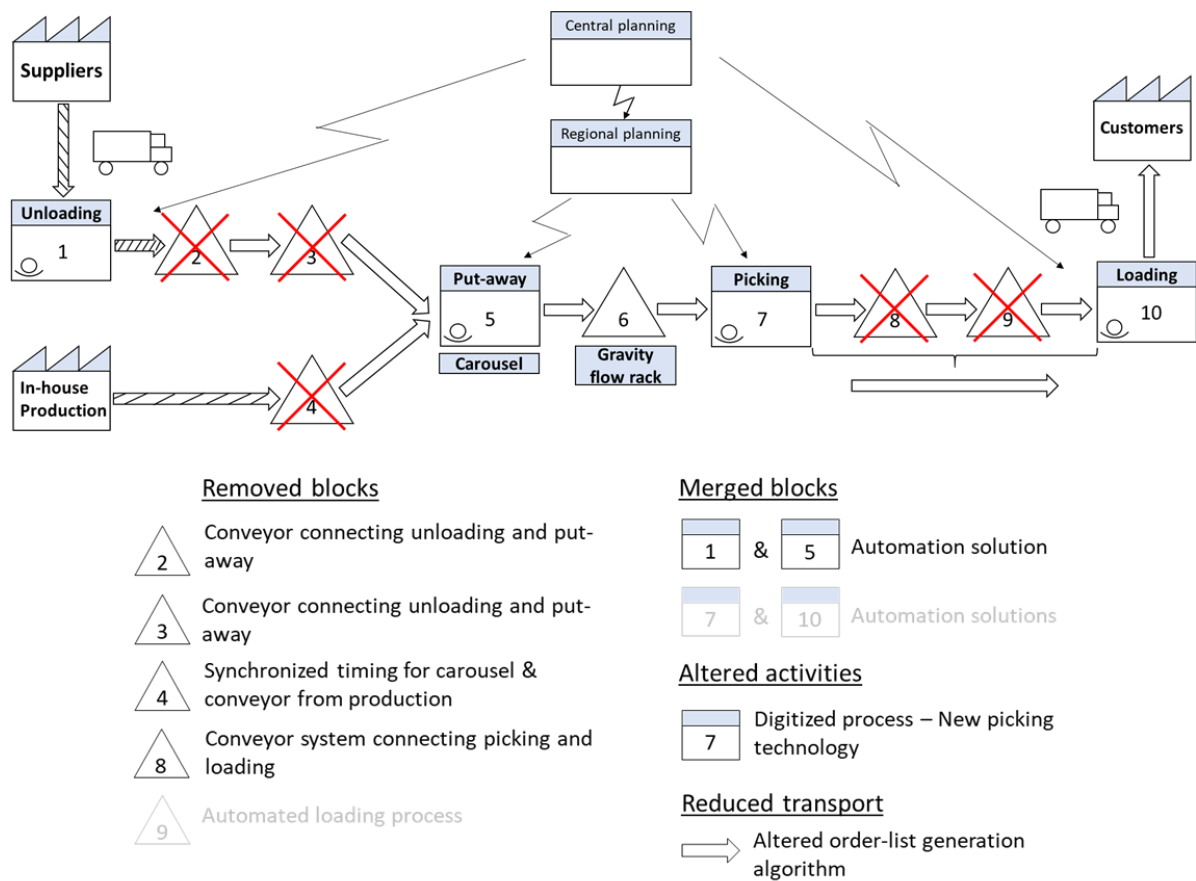 Central planning
Suppliers
Regional planning
Customers
Unloading
1
2
3
Put-away
5
Carousel
6
Gravity
flow rack
Picking
7
8
9
Loading
10
In-house
Production
4
Removed blocks
2
Conveyor connecting unloading and put-
away
3
Conveyor connecting unloading and put-
away
4
Synchronized timing for carousel &
conveyor from production
8
Conveyor system connecting picking and
loading
9
Automated loading process
Merged blocks
1 & 5 Automation solution
7 & 10 Automation solutions
Altered activities
7
Digitized process – New picking
technology
Reduced transport
Altered order-list generation
algorithm